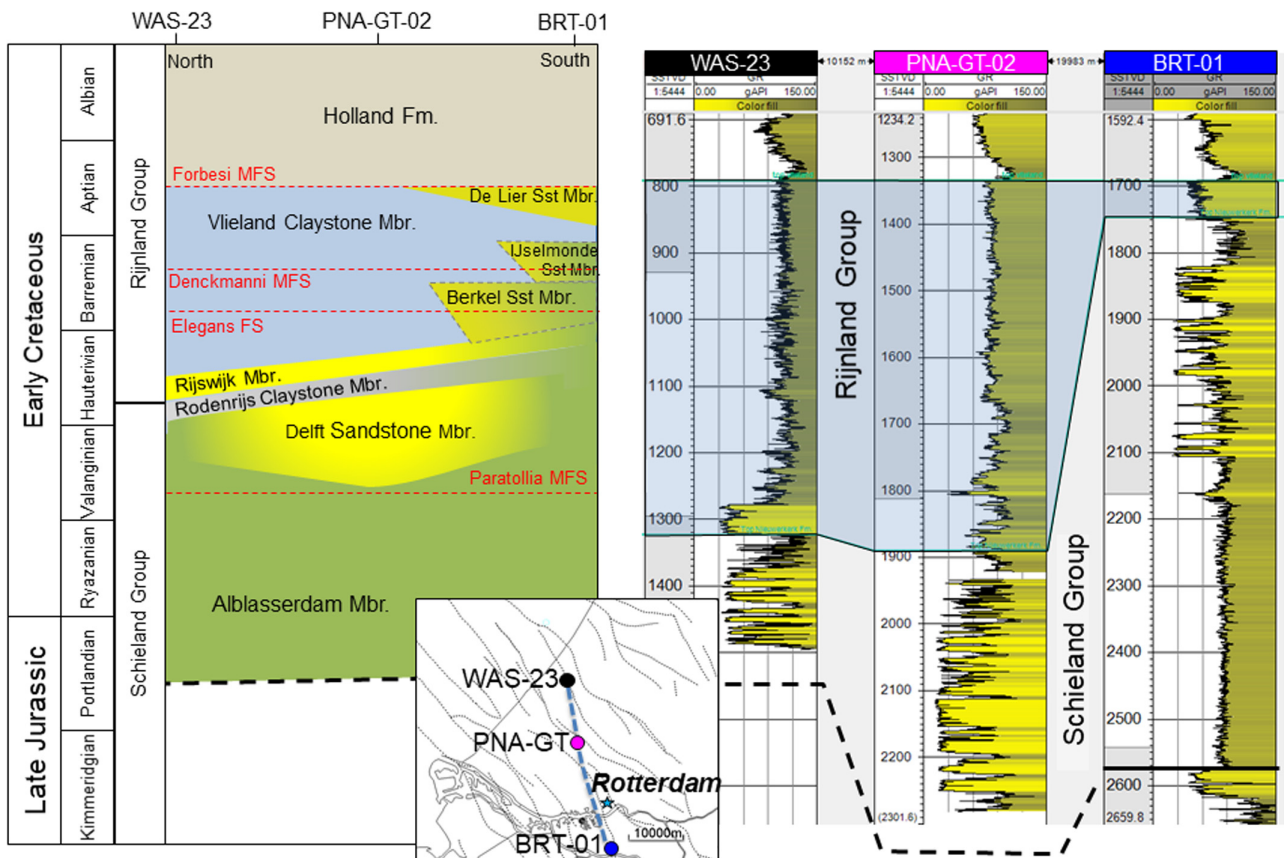 WAS-23
PNA-GT-02
BRT-01
North
South
Early Cretaceous
Late Jurassic
Albian
Aptian
Barremian
Hauterivian
Valanginian
Ryazanian
Portlandian
Kimmeridgian
Rijnland Group
Schieland Group
Holland Fm.
Forbesi MFS
De Lier Sst Mbr.
Vlieland Claystone Mbr.
IJselmonde
Sst Mbr.
Denckmanni MFS
Berkel Sst Mbr.
Elegans FS
Rijswijk Mbr.
Rodenrijs Claystone Mbr.
Delft Sandstone Mbr.
Paratollia MFS
Alblasserdam Mbr.
WAS-23
PNA-GT
Rotterdam
10000m
BRT-01
WAS-23
10152 m
PNA-GT-02
19983 m
BRT-01
SSTVD
GR
1:5444
0.00 gAPI 150.00
Color fill
691.6
800
900
1000
1100
1200
1300
1400
Top Nieuwerkerk Fm.
Rijnland Group
SSTVD
GR
1:5444
0.00 gAPI 150.00
Color fill
1234.2
1300
1400
1500
1600
1700
1800
1900
2000
2100
2200
(2301.6)
Schieland Group
SSTVD
GR
1:5444
0.00 gAPI 150.00
Color fill
1592.4
1700
1800
1900
2000
2100
2200
2300
2400
2500
2600
2659.8
Top Nieuwerkerk Fm.